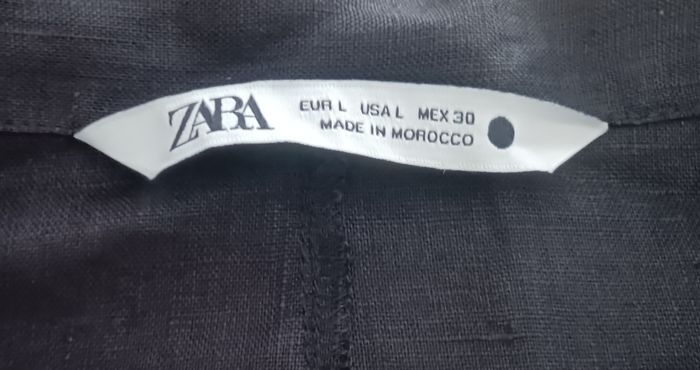 ZARA
EUR L USA L MEX 30
MADE IN MOROCCO